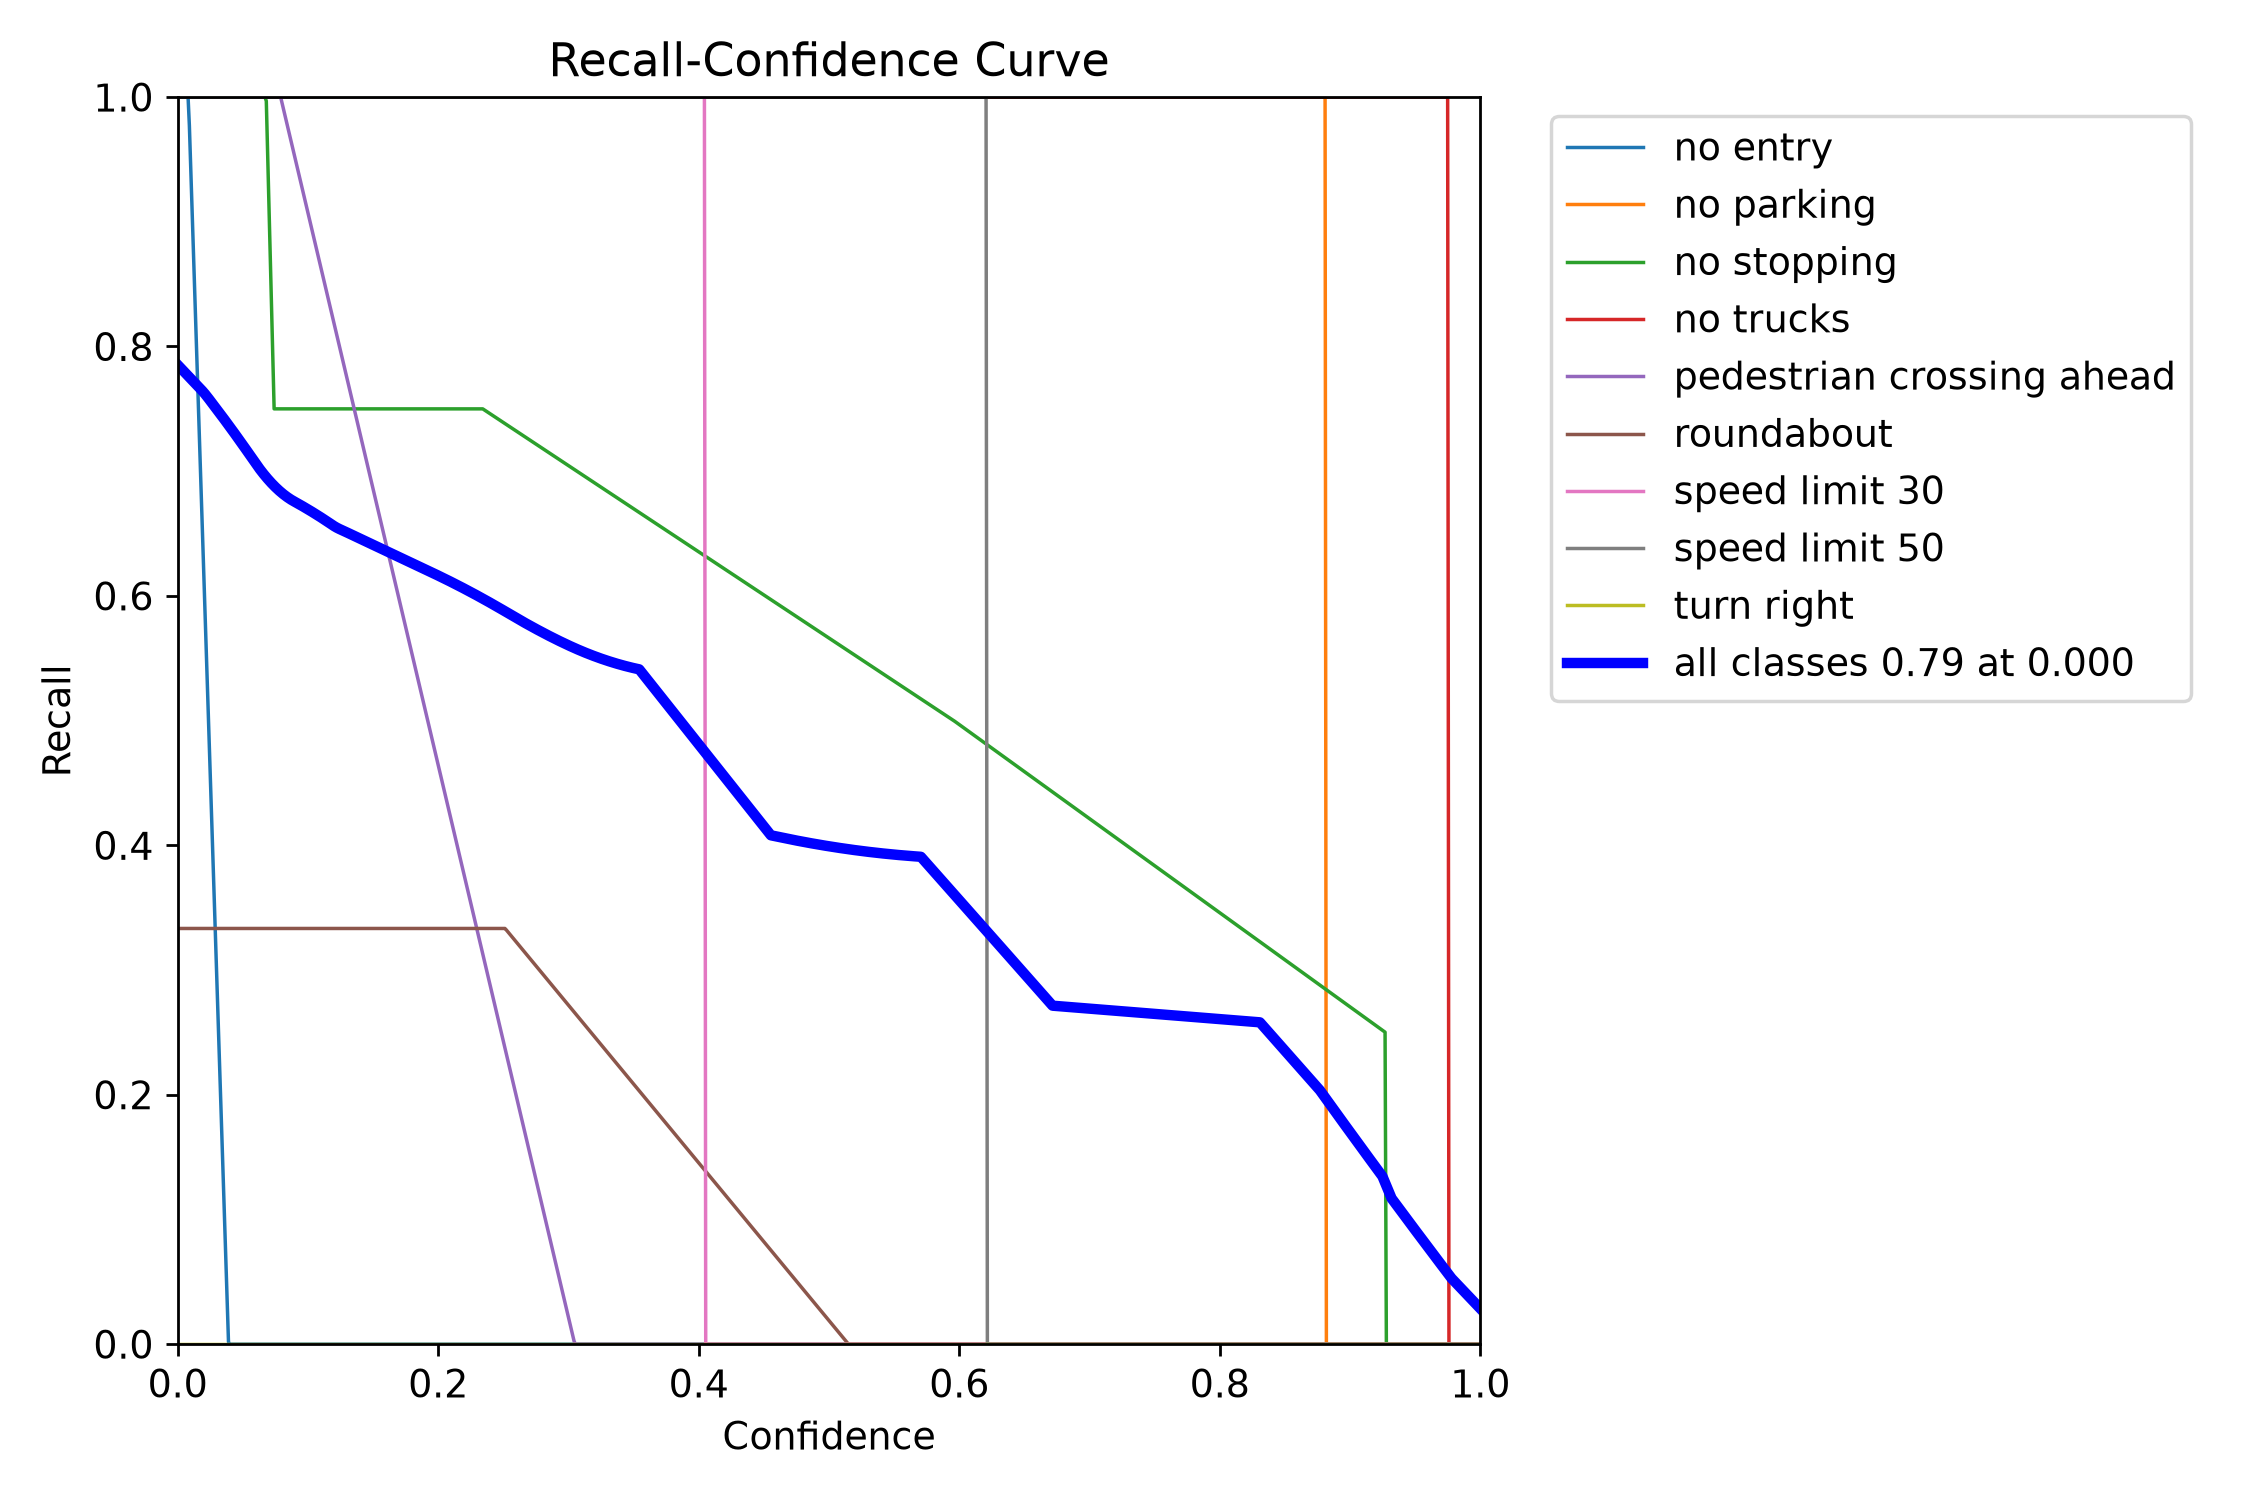 Recall-Confidence Curve
1.0
0.8
0.6
0.4
0.2
0.0
Recall
0.0 0.2 0.4 0.6 0.8 1.0
Confidence
no entry
no parking
no stopping
no trucks
pedestrian crossing ahead
roundabout
speed limit 30
speed limit 50
turn right
all classes 0.79 at 0.000